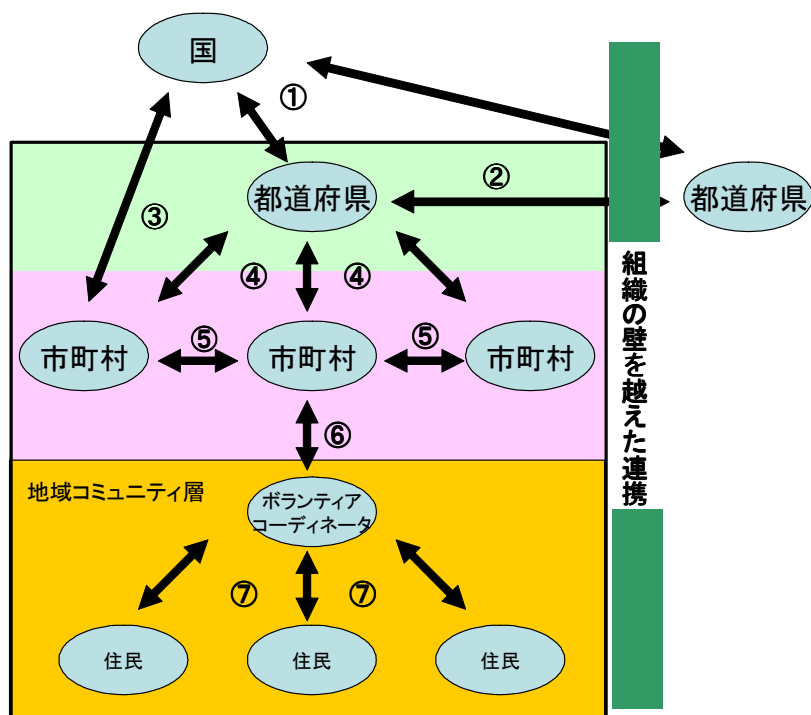 国
①
②
都道府県
都道府県
③
④
④
市町村
⑤
市町村
⑤
市町村
⑥
地域コミュニティ層
ボランティア
コーディネータ
⑦
⑦
住民
住民
住民
組織の壁を越えた連携